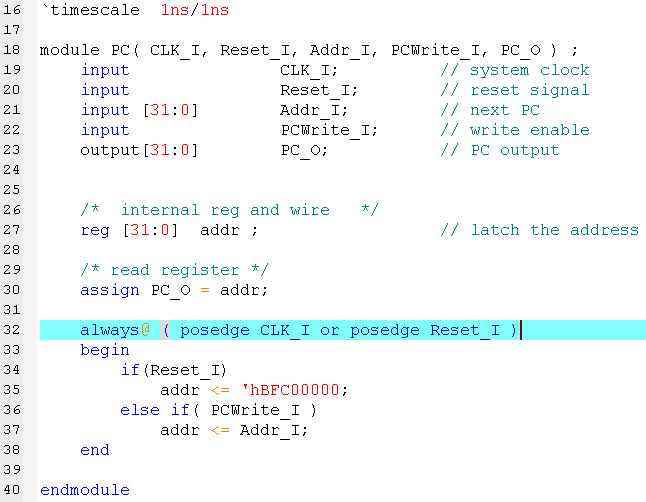 16 `timescale  1ns/1ns
17
18 module PC( CLK_I, Reset_I, Addr_I, PCWrite_I, PC_O ) ;
19     input               CLK_I;          // system clock
20     input               Reset_I;        // reset signal
21     input [31:0]        Addr_I;         // next PC
22     input               PCWrite_I;      // write enable
23     output[31:0]        PC_O;           // PC output
24
25
26     /*  internal reg and wire   */
27     reg [31:0]  addr ;                  // latch the address
28
29     /* read register */
30     assign PC_O = addr;
31
32     always@ ( posedge CLK_I or posedge Reset_I )
33     begin
34         if(Reset_I)
35             addr <= 'hBFC00000;
36         else if( PCWrite_I )
37             addr <= Addr_I;
38     end
39
40 endmodule